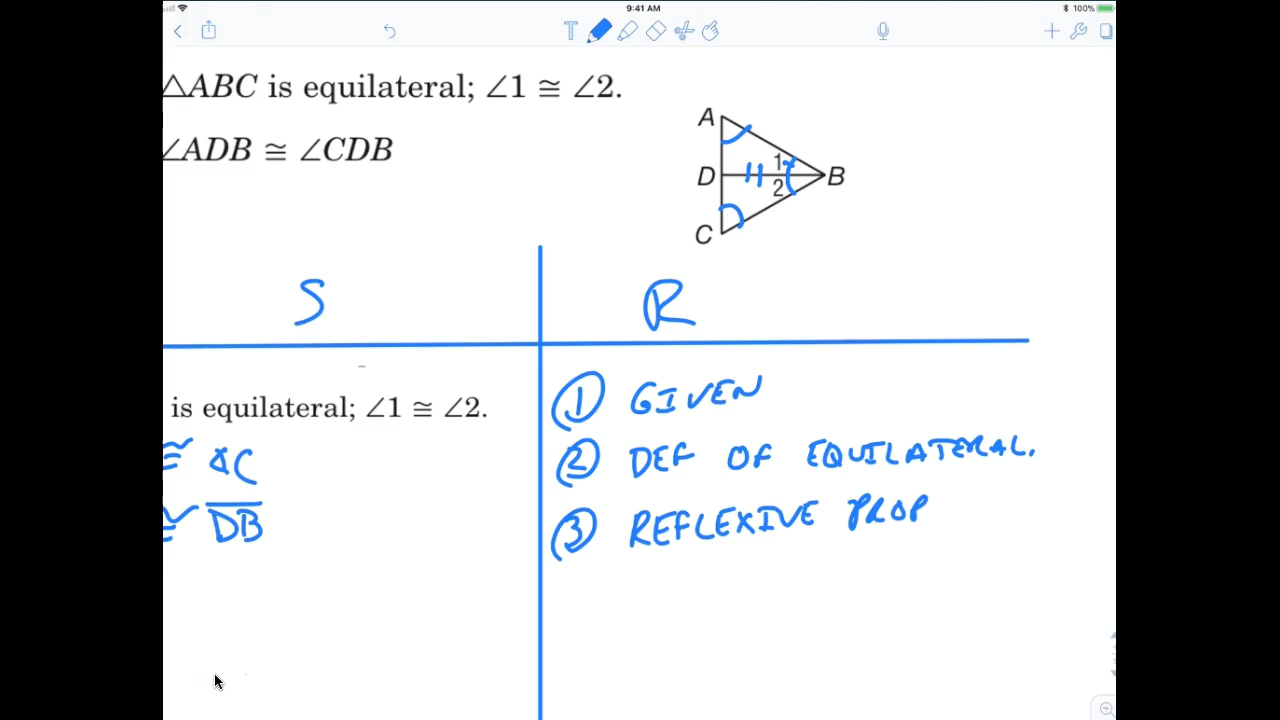 9:41 AM
100%
T
△ABC is equilateral; ∠1 ≅ ∠2.
∠ADB ≅ ∠CDB
A
D 1 B
2
C
S R
is equilateral; ∠1 ≅ ∠2. ① GIVEN
≅ ∡C ② DEF OF EQUILATERAL.
≅ D̅B̅ ③ REFLEXIVE PROP